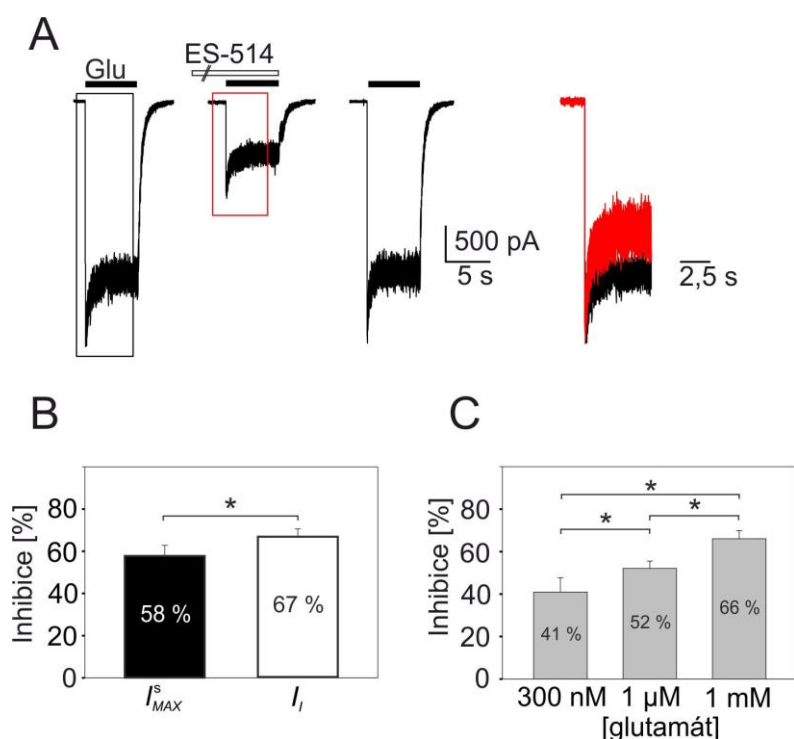 A
Glu
ES-514
500 pA
5 s
2,5 s
B
Inhibice [%]
80
60
40
20
0
58 %
67 %
*
I^s_MAX
I_I
C
Inhibice [%]
80
60
40
20
0
*
*
*
41 %
52 %
66 %
300 nM 1 µM 1 mM
[glutamát]